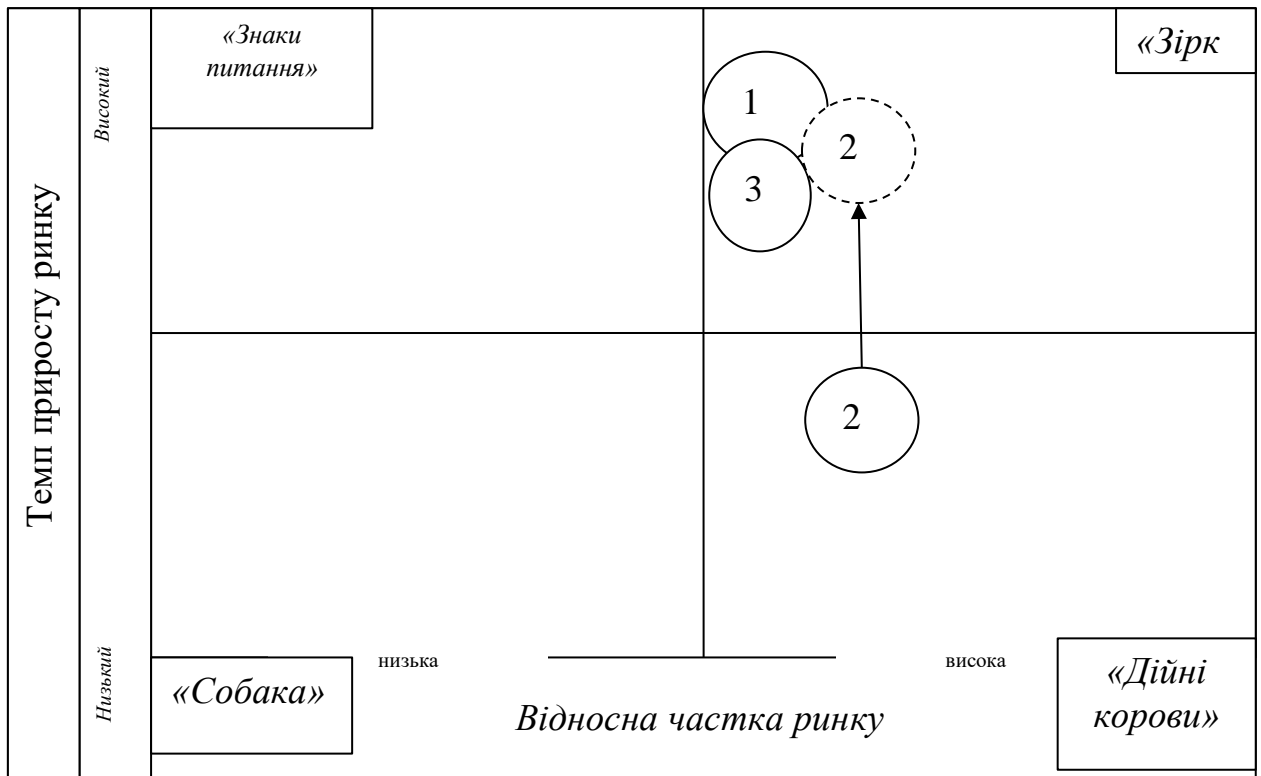 Темп приросту ринку
Високий
Низький
«Знаки
питання»
«Зірк
1
2
3
2
низька
висока
«Собака»
Відносна частка ринку
«Дійні
корови»